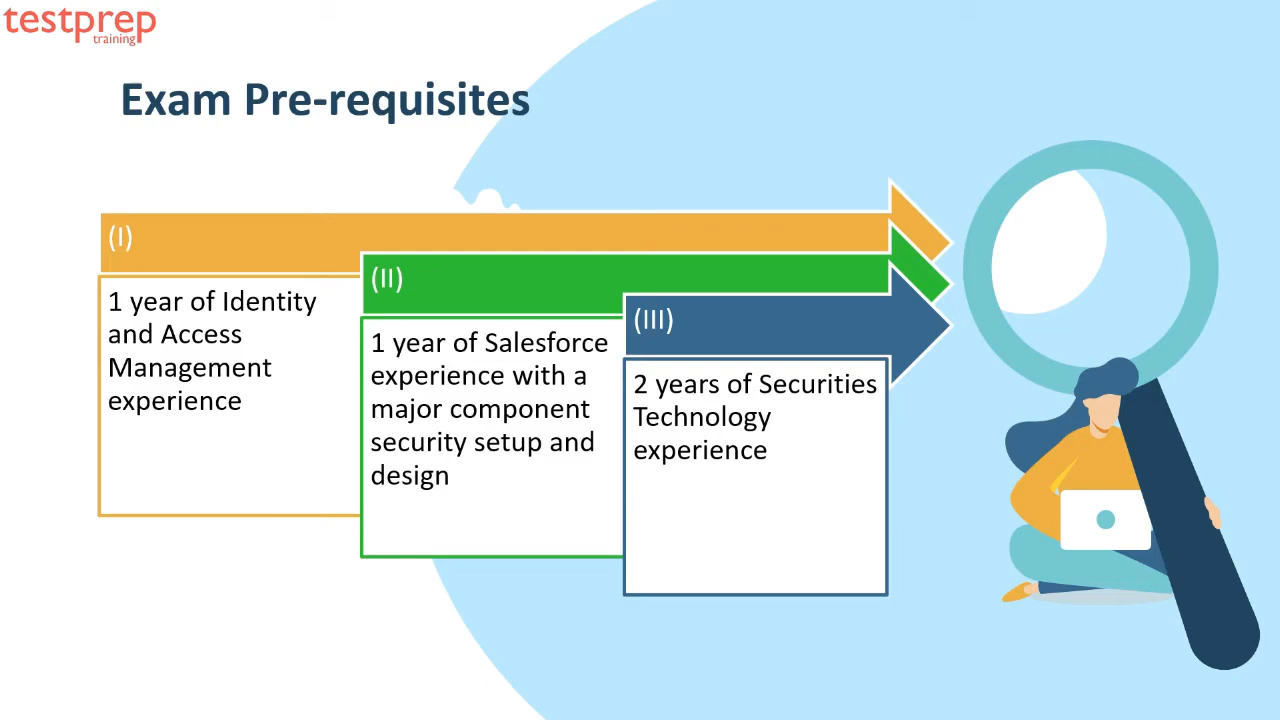 testprep
training
Exam Pre-requisites
(I)
1 year of Identity
and Access
Management
experience
(II)
1 year of Salesforce
experience with a
major component
security setup and
design
(III)
2 years of Securities
Technology
experience